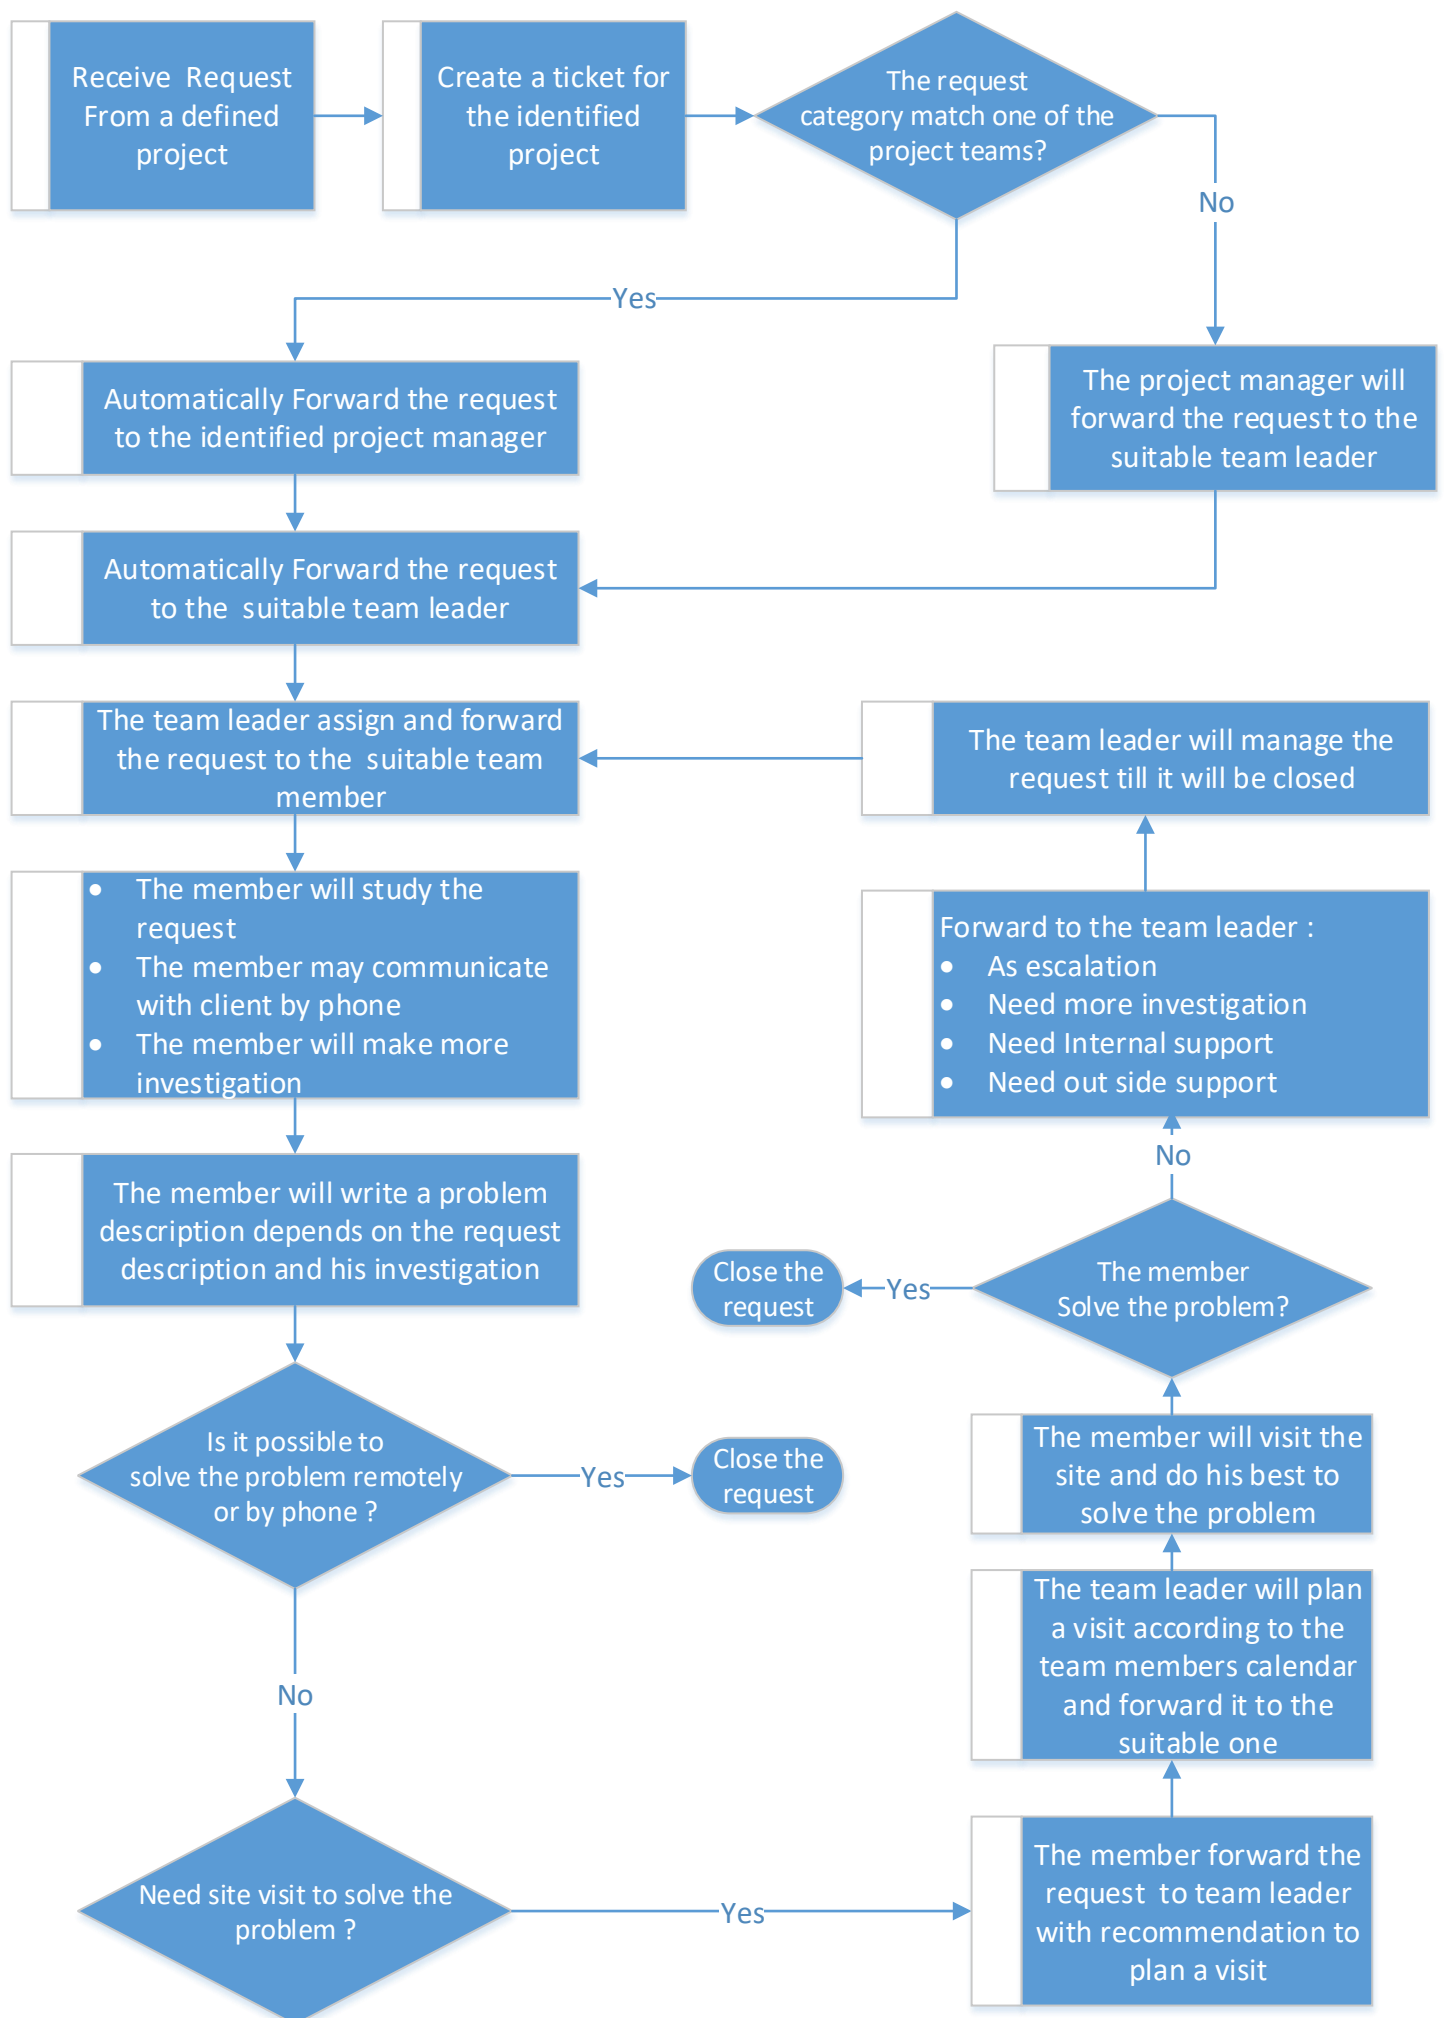 Receive Request
From a defined
project
Create a ticket for
the identified
project
The request
category match one of the
project teams?
No
Yes
Automatically Forward the request
to the identified project manager
The project manager will
forward the request to the
suitable team leader
Automatically Forward the request
to the suitable team leader
The team leader assign and forward
the request to the suitable team
member
The team leader will manage the
request till it will be closed
• The member will study the
request
• The member may communicate
with client by phone
• The member will make more
investigation
Forward to the team leader :
• As escalation
• Need more investigation
• Need Internal support
• Need out side support
No
The member will write a problem
description depends on the request
description and his investigation
Close the
request
Yes
The member
Solve the problem?
Is it possible to
solve the problem remotely
or by phone ?
Yes
Close the
request
The member will visit the
site and do his best to
solve the problem
The team leader will plan
a visit according to the
team members calendar
and forward it to the
suitable one
No
Need site visit to solve the
problem ?
Yes
The member forward the
request to team leader
with recommendation to
plan a visit